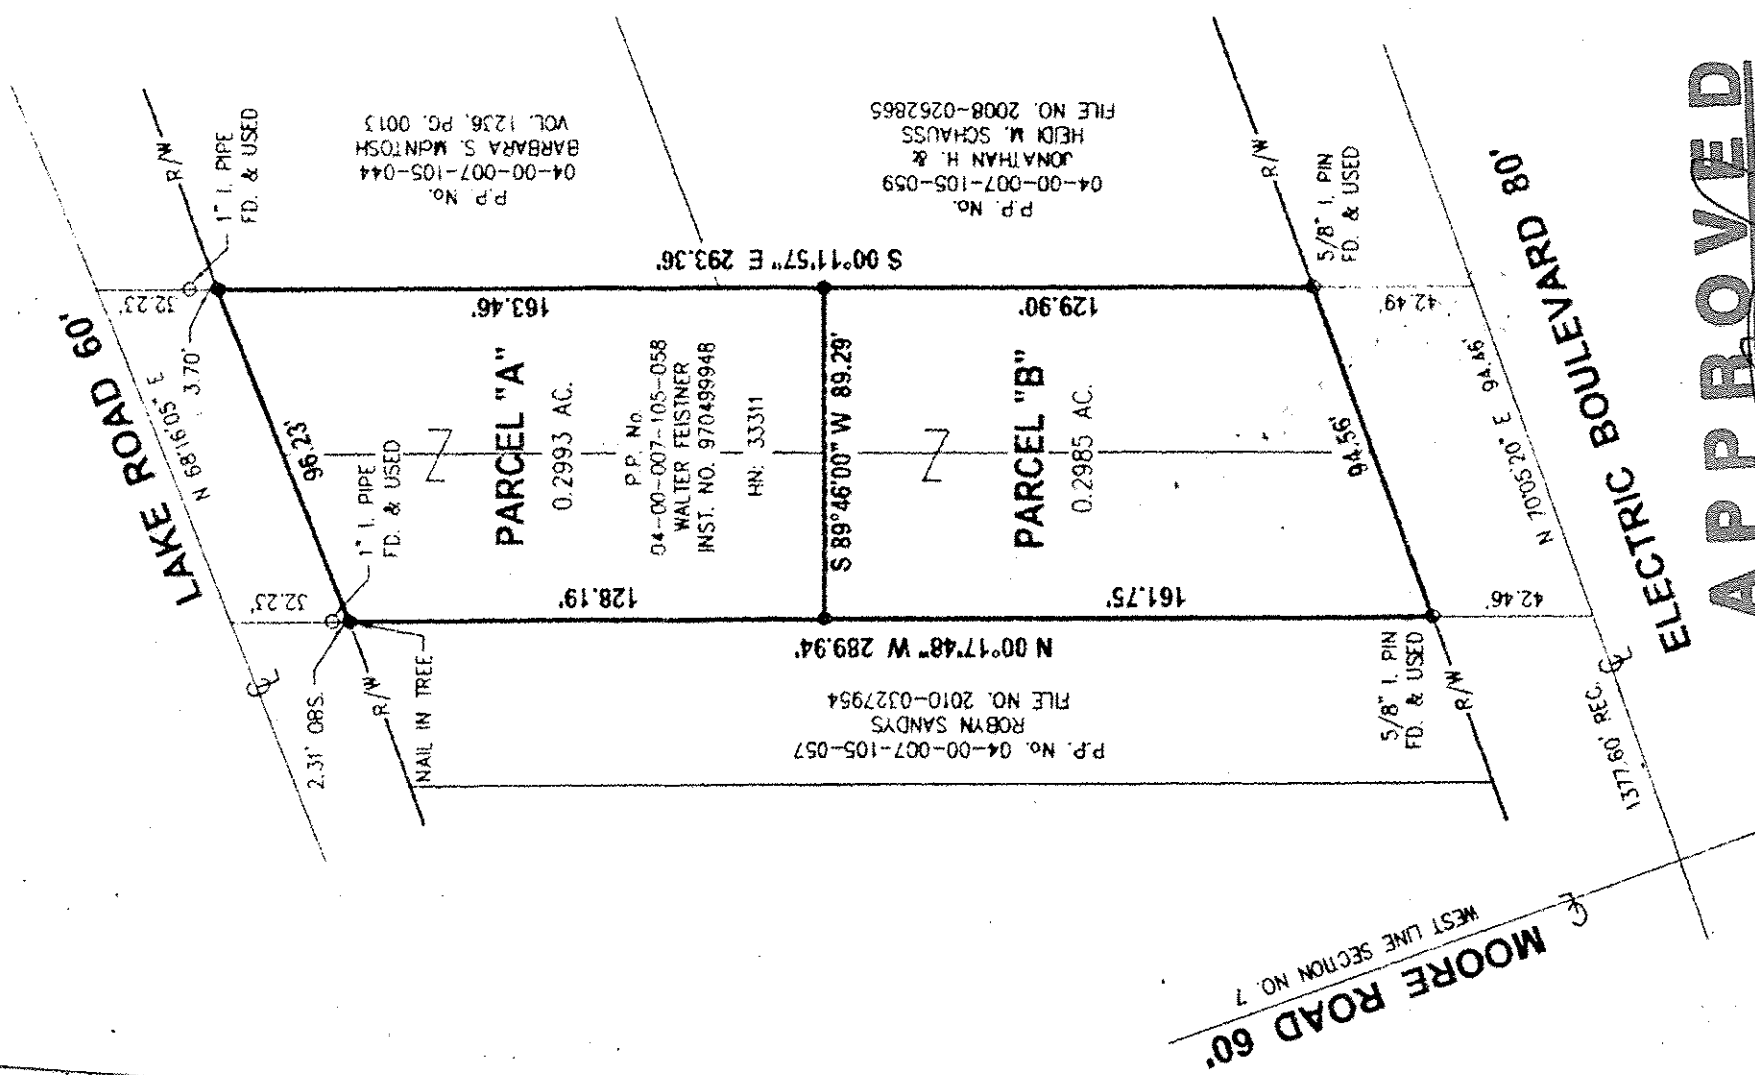 LAKE ROAD 60'
N 68°16'05" E
32.23'
3.70'
R/W
1" I. PIPE
FD. & USED
P.P. No.
04-00-007-105-044
BARBARA S. McINTOSH
VOL. 1236, PG. 0013
96.23'
32.23'
1" I. PIPE
FD. & USED
2.31' OBS.
NAIL IN TREE
R/W
PARCEL "A"
0.2993 AC.
P.P. No.
04-00-007-105-058
WALTER FEISTNER
INST. NO. 970499948
HN: 33311
163.46'
128.19'
S 00°11'57" E 293.36'
S 89°46'00" W 89.29'
N 00°17'48" W 289.94'
P.P. No. 04-00-007-105-057
ROBYN SANDYS
FILE NO. 2010-0327954
P.P. No.
04-00-007-105-059
JONATHAN H. &
HEIDI M. SCHAUSS
FILE NO. 2008-0262865
PARCEL "B"
0.2985 AC.
129.90'
161.75'
94.56'
R/W
5/8" I. PIN
FD. & USED
42.49'
5/8" I. PIN
FD. & USED
R/W
42.46'
N 70°05'20" E 94.46'
1377.60' REC.
ELECTRIC BOULEVARD 80'
MOORE ROAD 60'
WEST LINE SECTION NO. 7
APPROVED